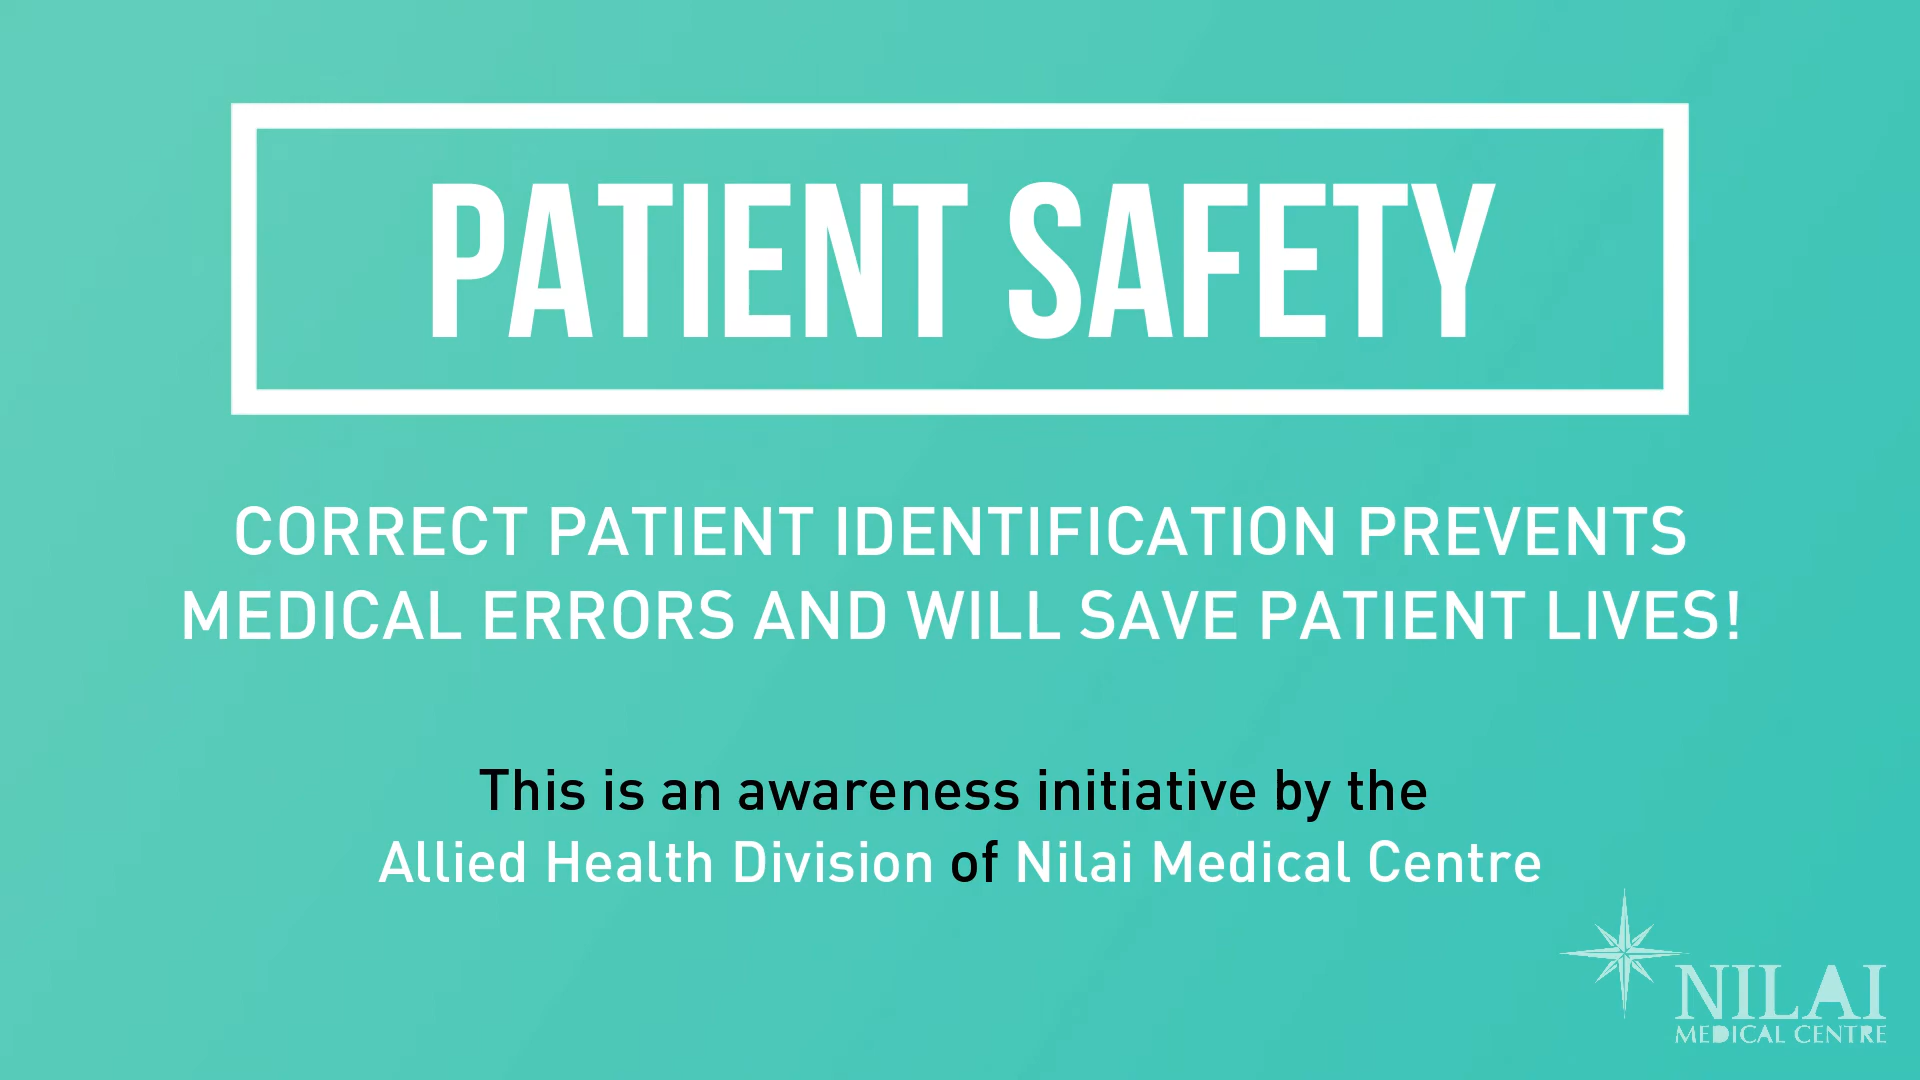 PATIENT SAFETY
CORRECT PATIENT IDENTIFICATION PREVENTS
MEDICAL ERRORS AND WILL SAVE PATIENT LIVES!
This is an awareness initiative by the
Allied Health Division of Nilai Medical Centre
NILAI
MEDICAL CENTRE